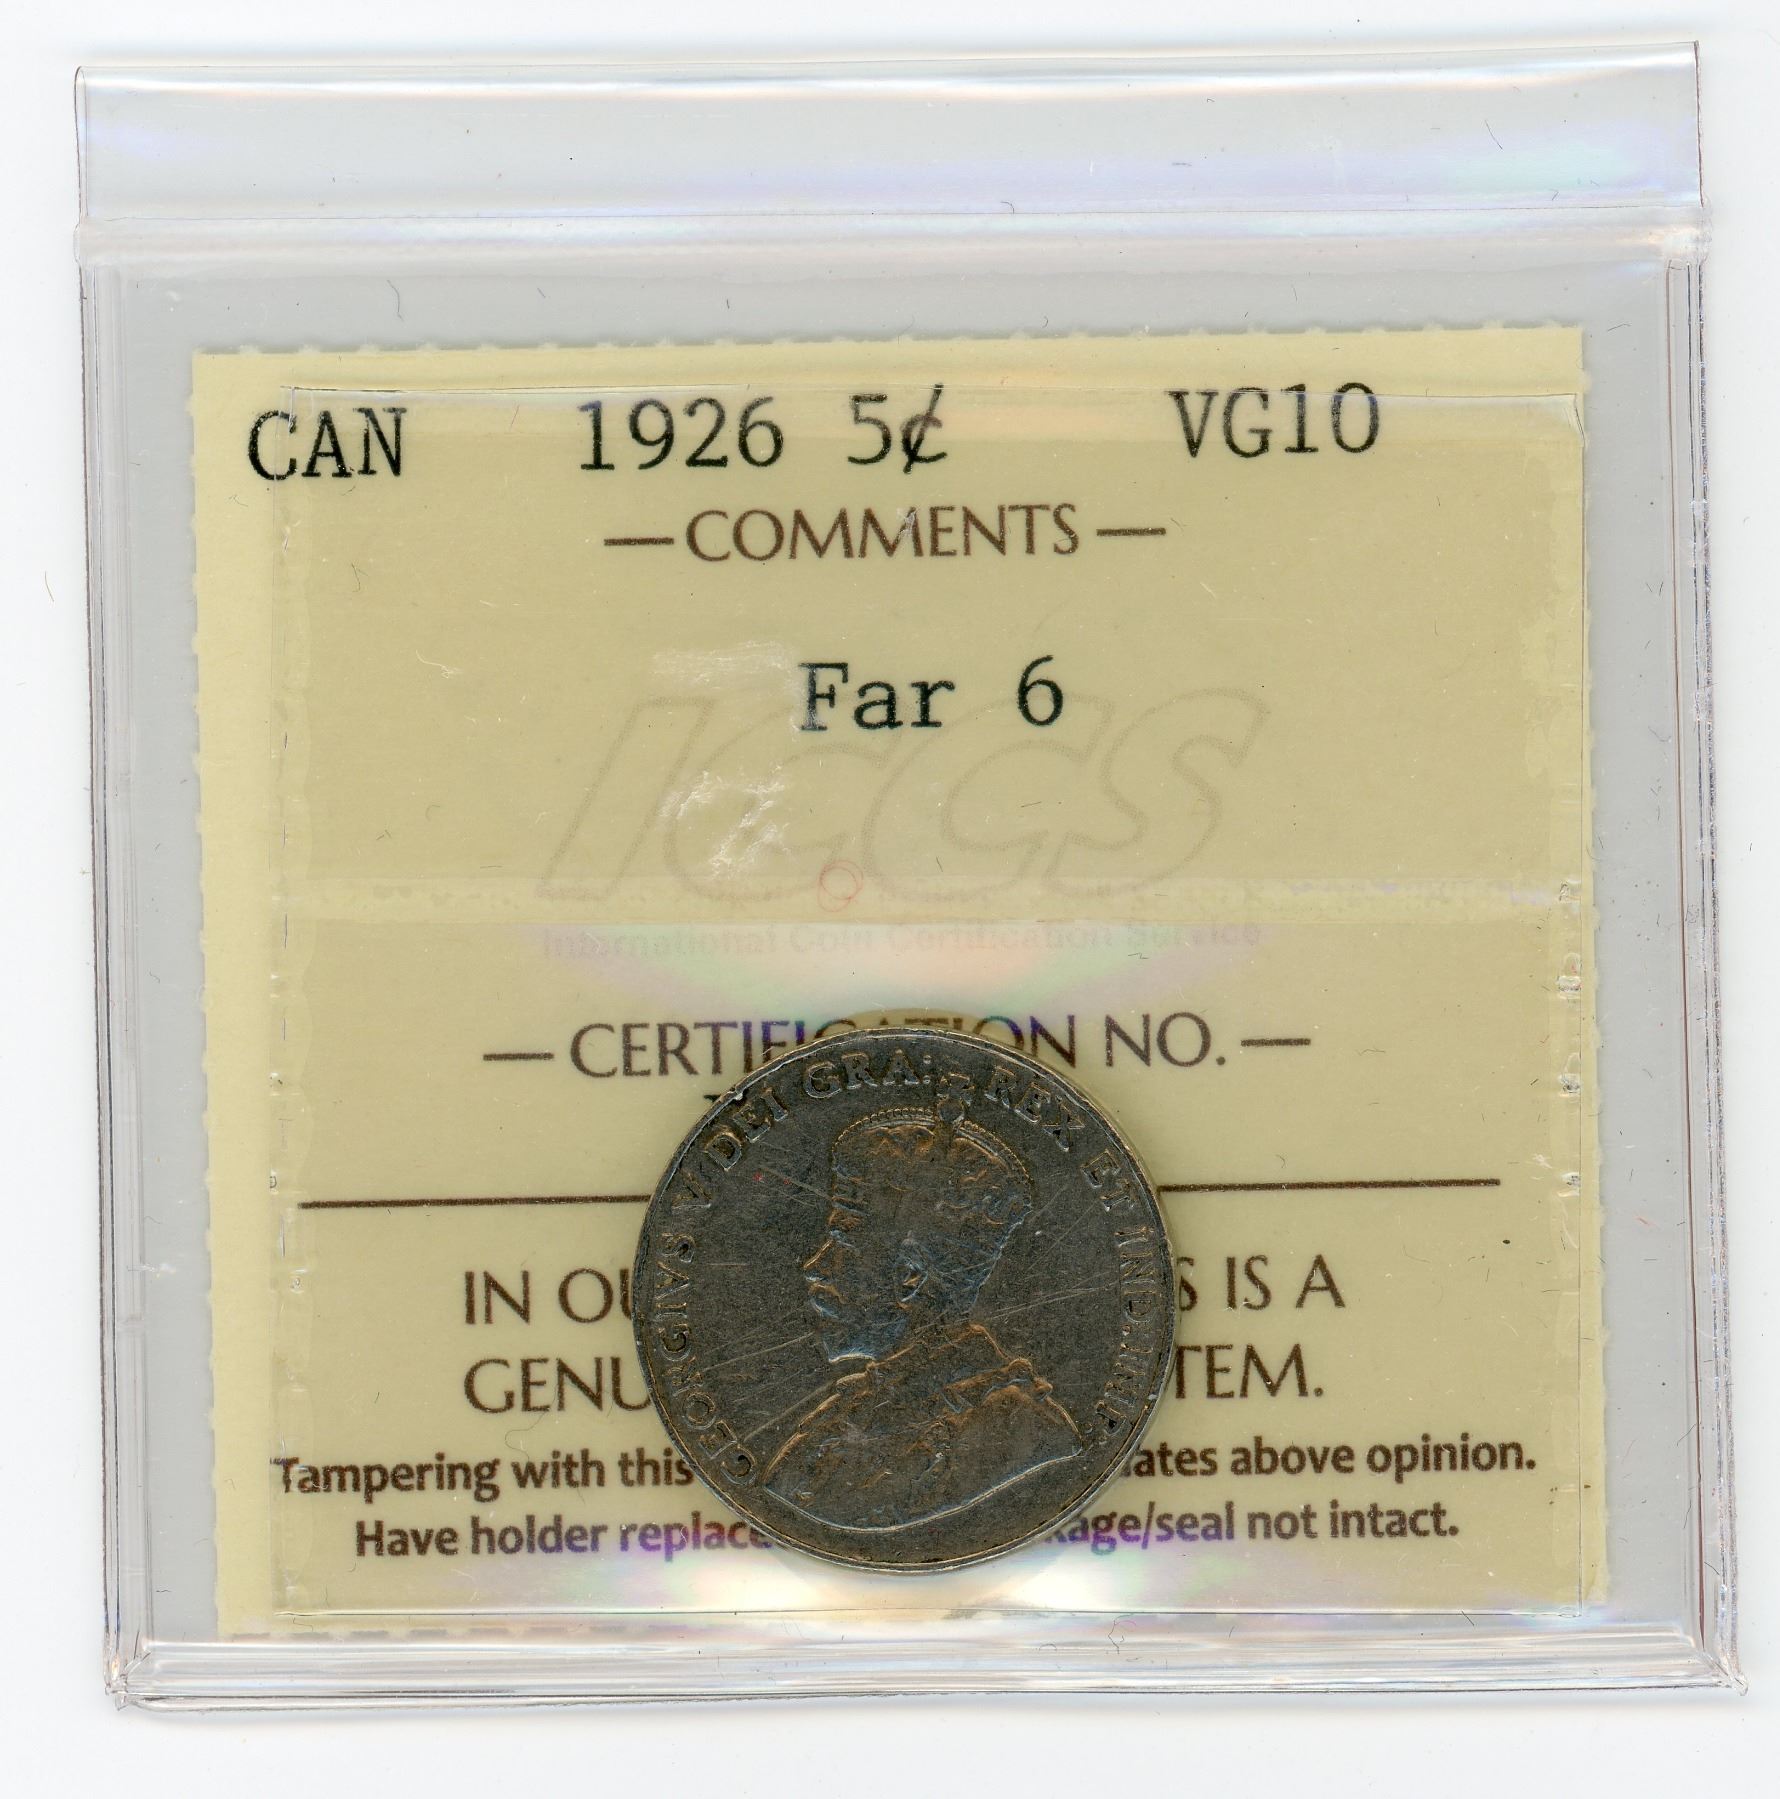 CAN 1926 5¢ VG10
— COMMENTS —
Far 6
ICCS
International Coin Certification Service
— CERTIFICATION NO. —
GEORGIVS V DEI GRA: REX ET IND:IMP:
IN OU S IS A
GENU TEM.
Tampering with this ates above opinion.
Have holder replace kage/seal not intact.